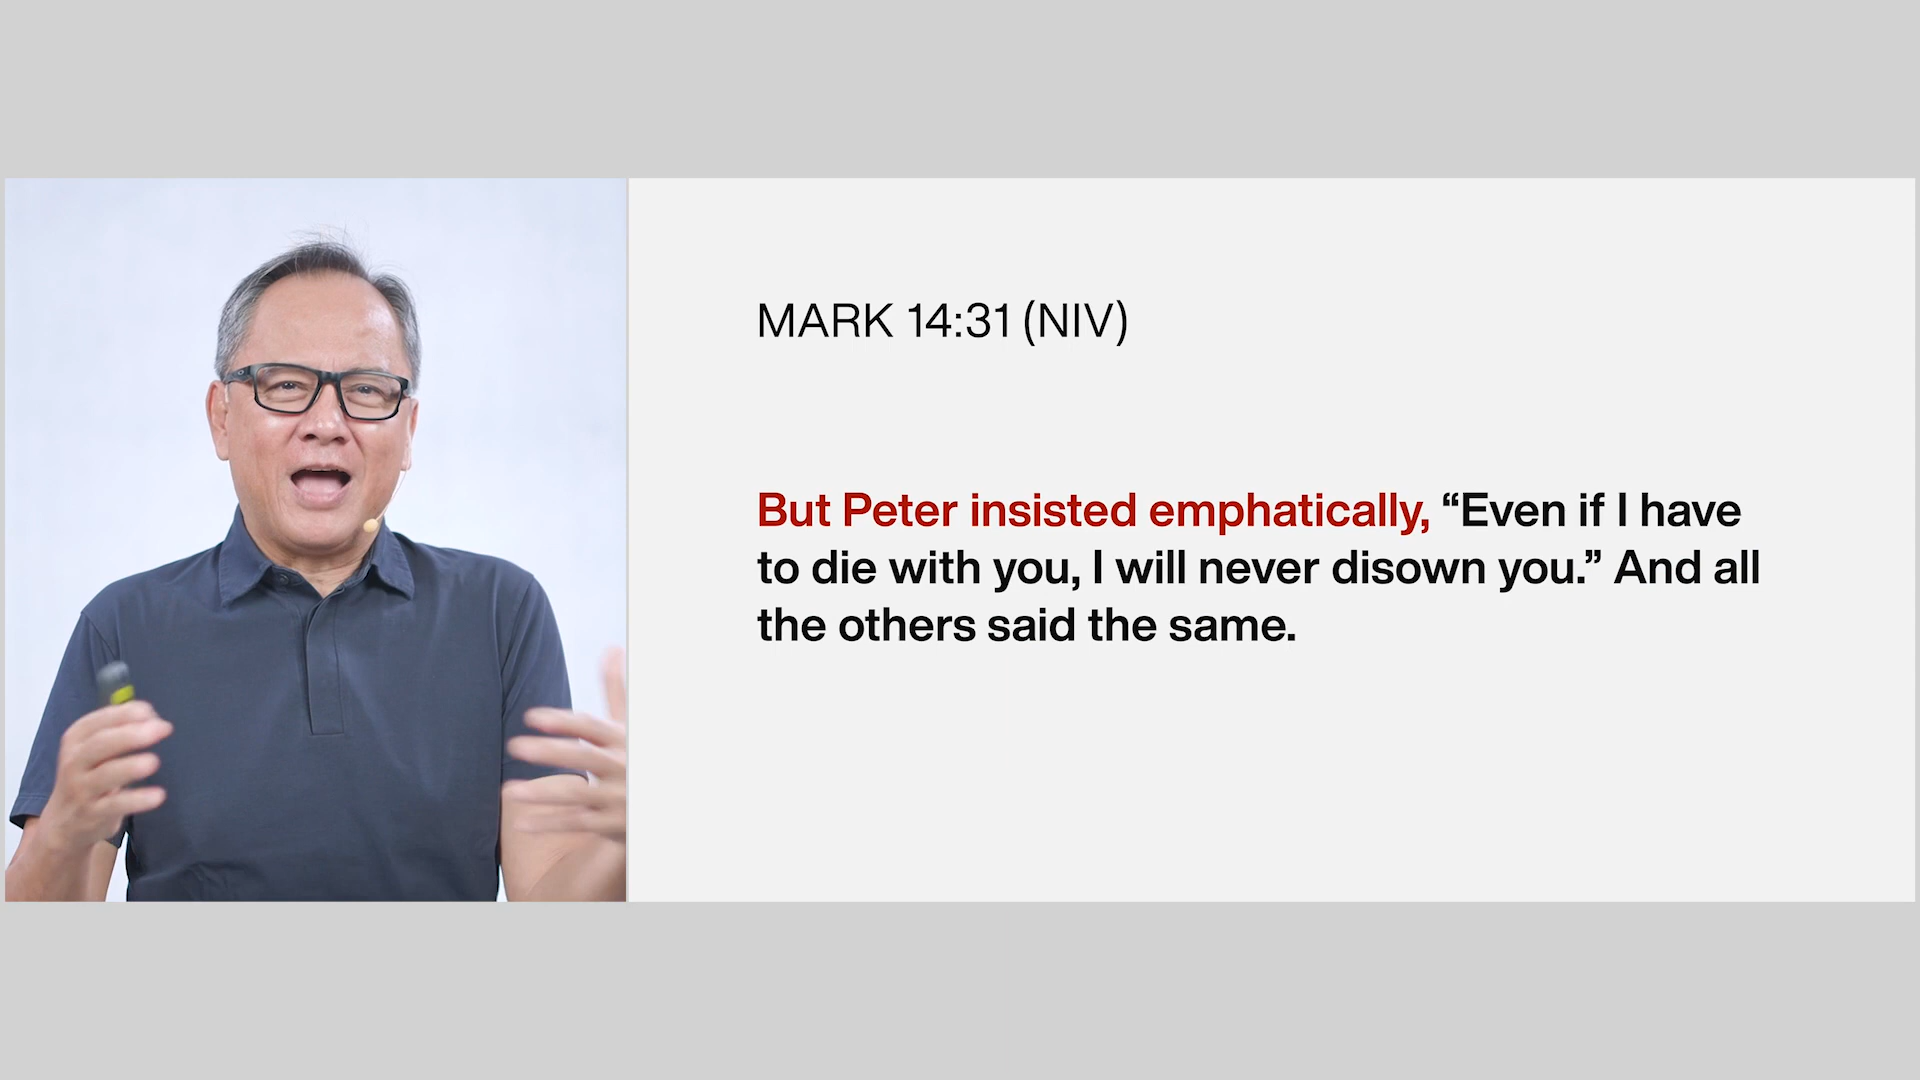 MARK 14:31 (NIV)
But Peter insisted emphatically, “Even if I have
to die with you, I will never disown you.” And all
the others said the same.